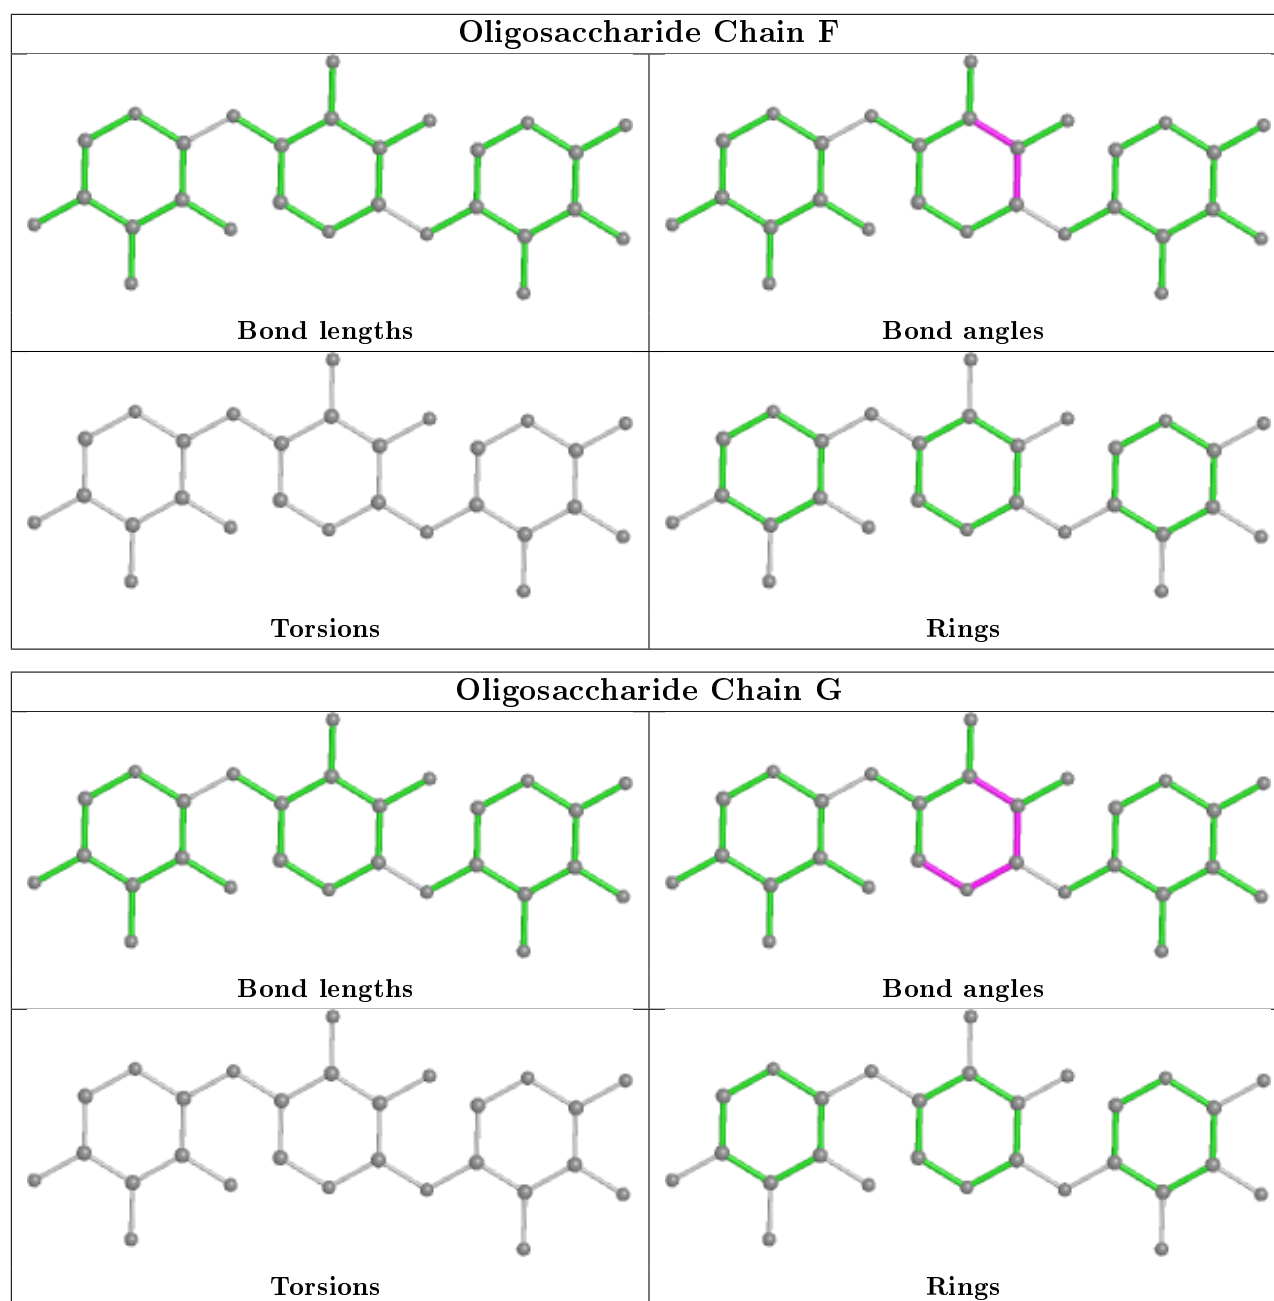 Oligosaccharide Chain F
Bond lengths
Bond angles
Torsions
Rings
Oligosaccharide Chain G
Bond lengths
Bond angles
Torsions
Rings